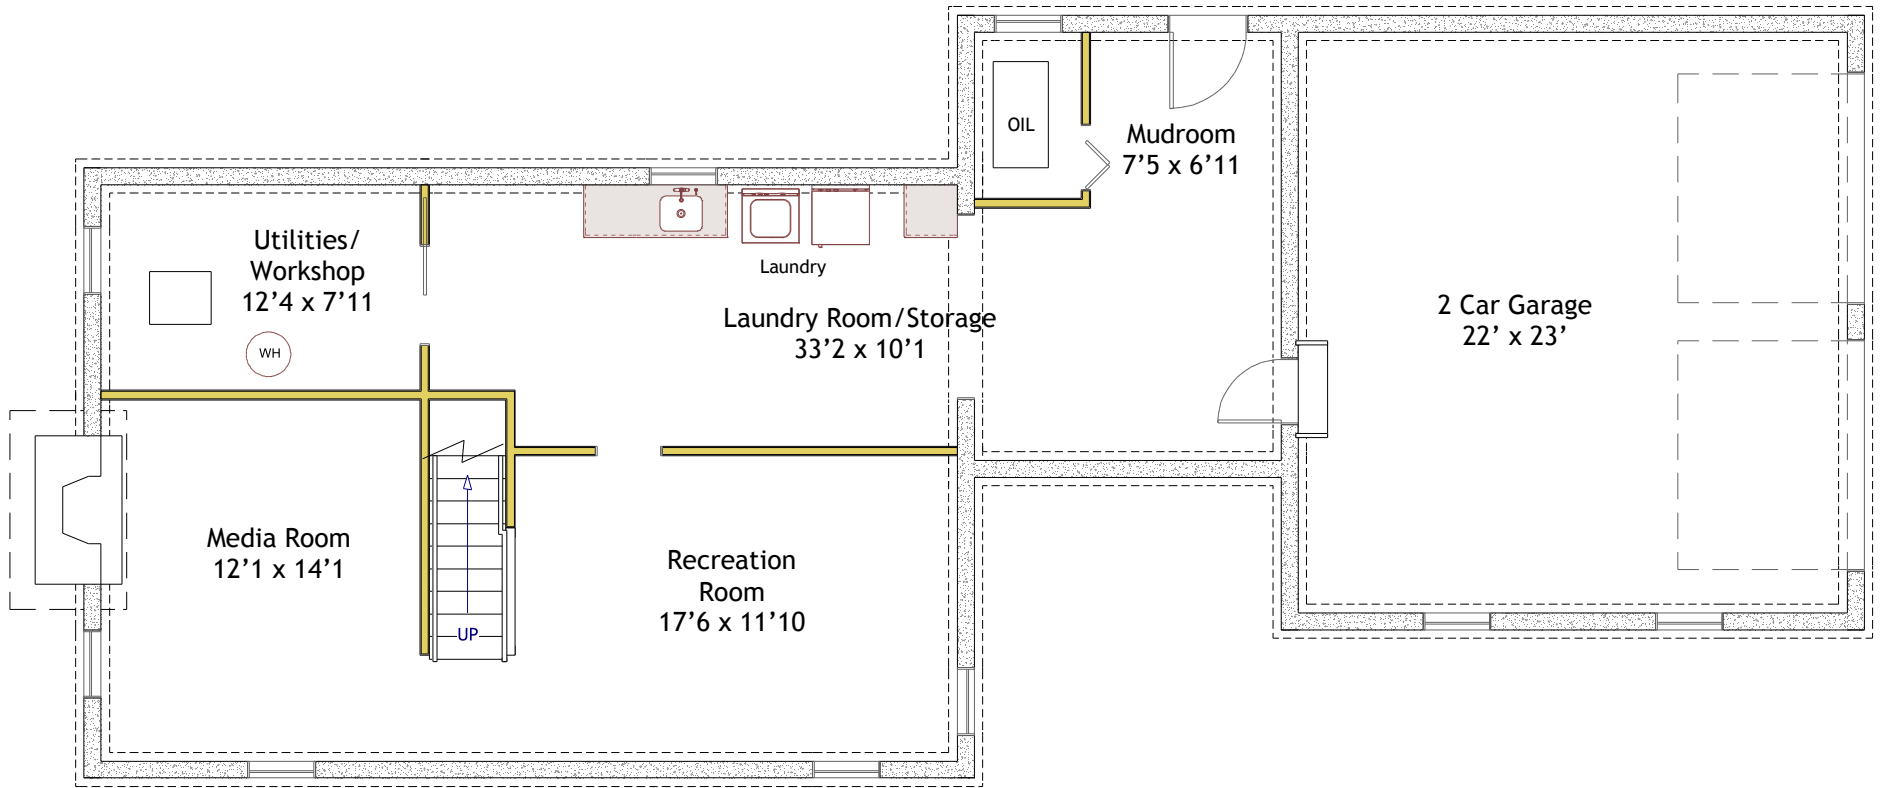 OIL
Mudroom
7’5 x 6’11
Utilities/
Workshop
12’4 x 7’11
WH
Laundry
Laundry Room/Storage
33’2 x 10’1
2 Car Garage
22’ x 23’
Media Room
12’1 x 14’1
UP
Recreation
Room
17’6 x 11’10